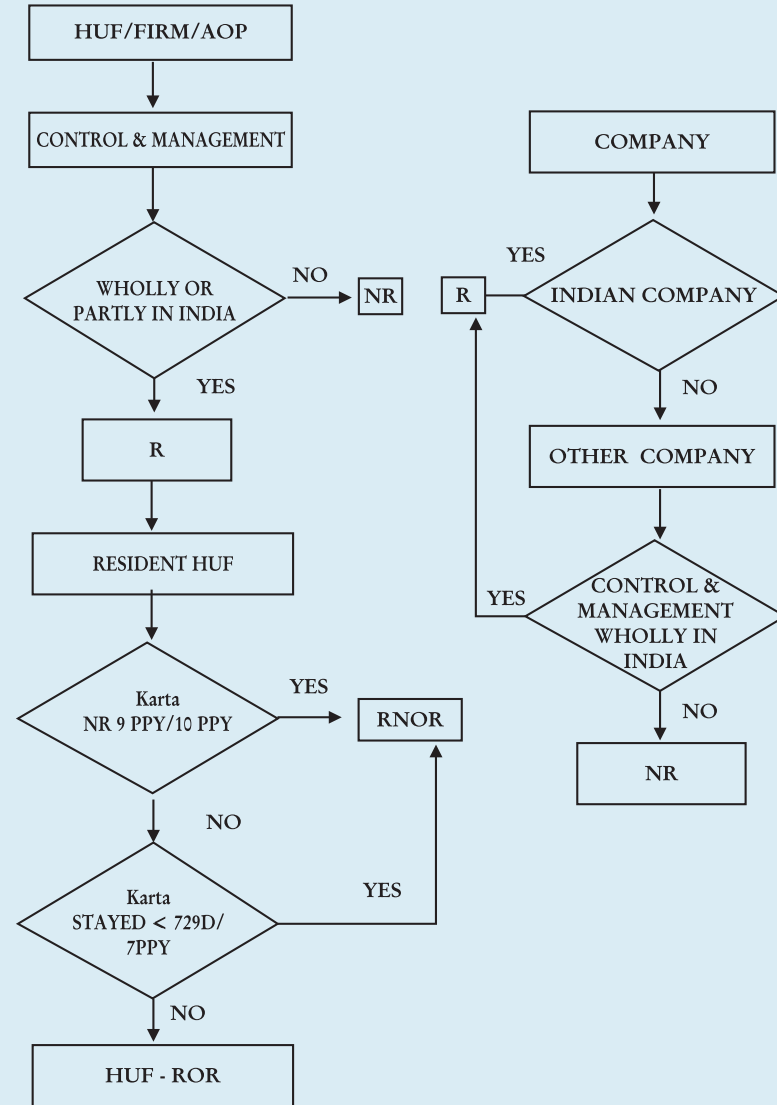 HUF/FIRM/AOP
CONTROL & MANAGEMENT
WHOLLY OR
PARTLY IN INDIA
NO
NR
YES
R
RESIDENT HUF
Karta
NR 9 PPY/10 PPY
YES
RNOR
NO
Karta
STAYED < 729D/
7PPY
YES
NO
HUF - ROR
COMPANY
YES
R
INDIAN COMPANY
NO
OTHER COMPANY
YES
CONTROL &
MANAGEMENT
WHOLLY IN
INDIA
NO
NR